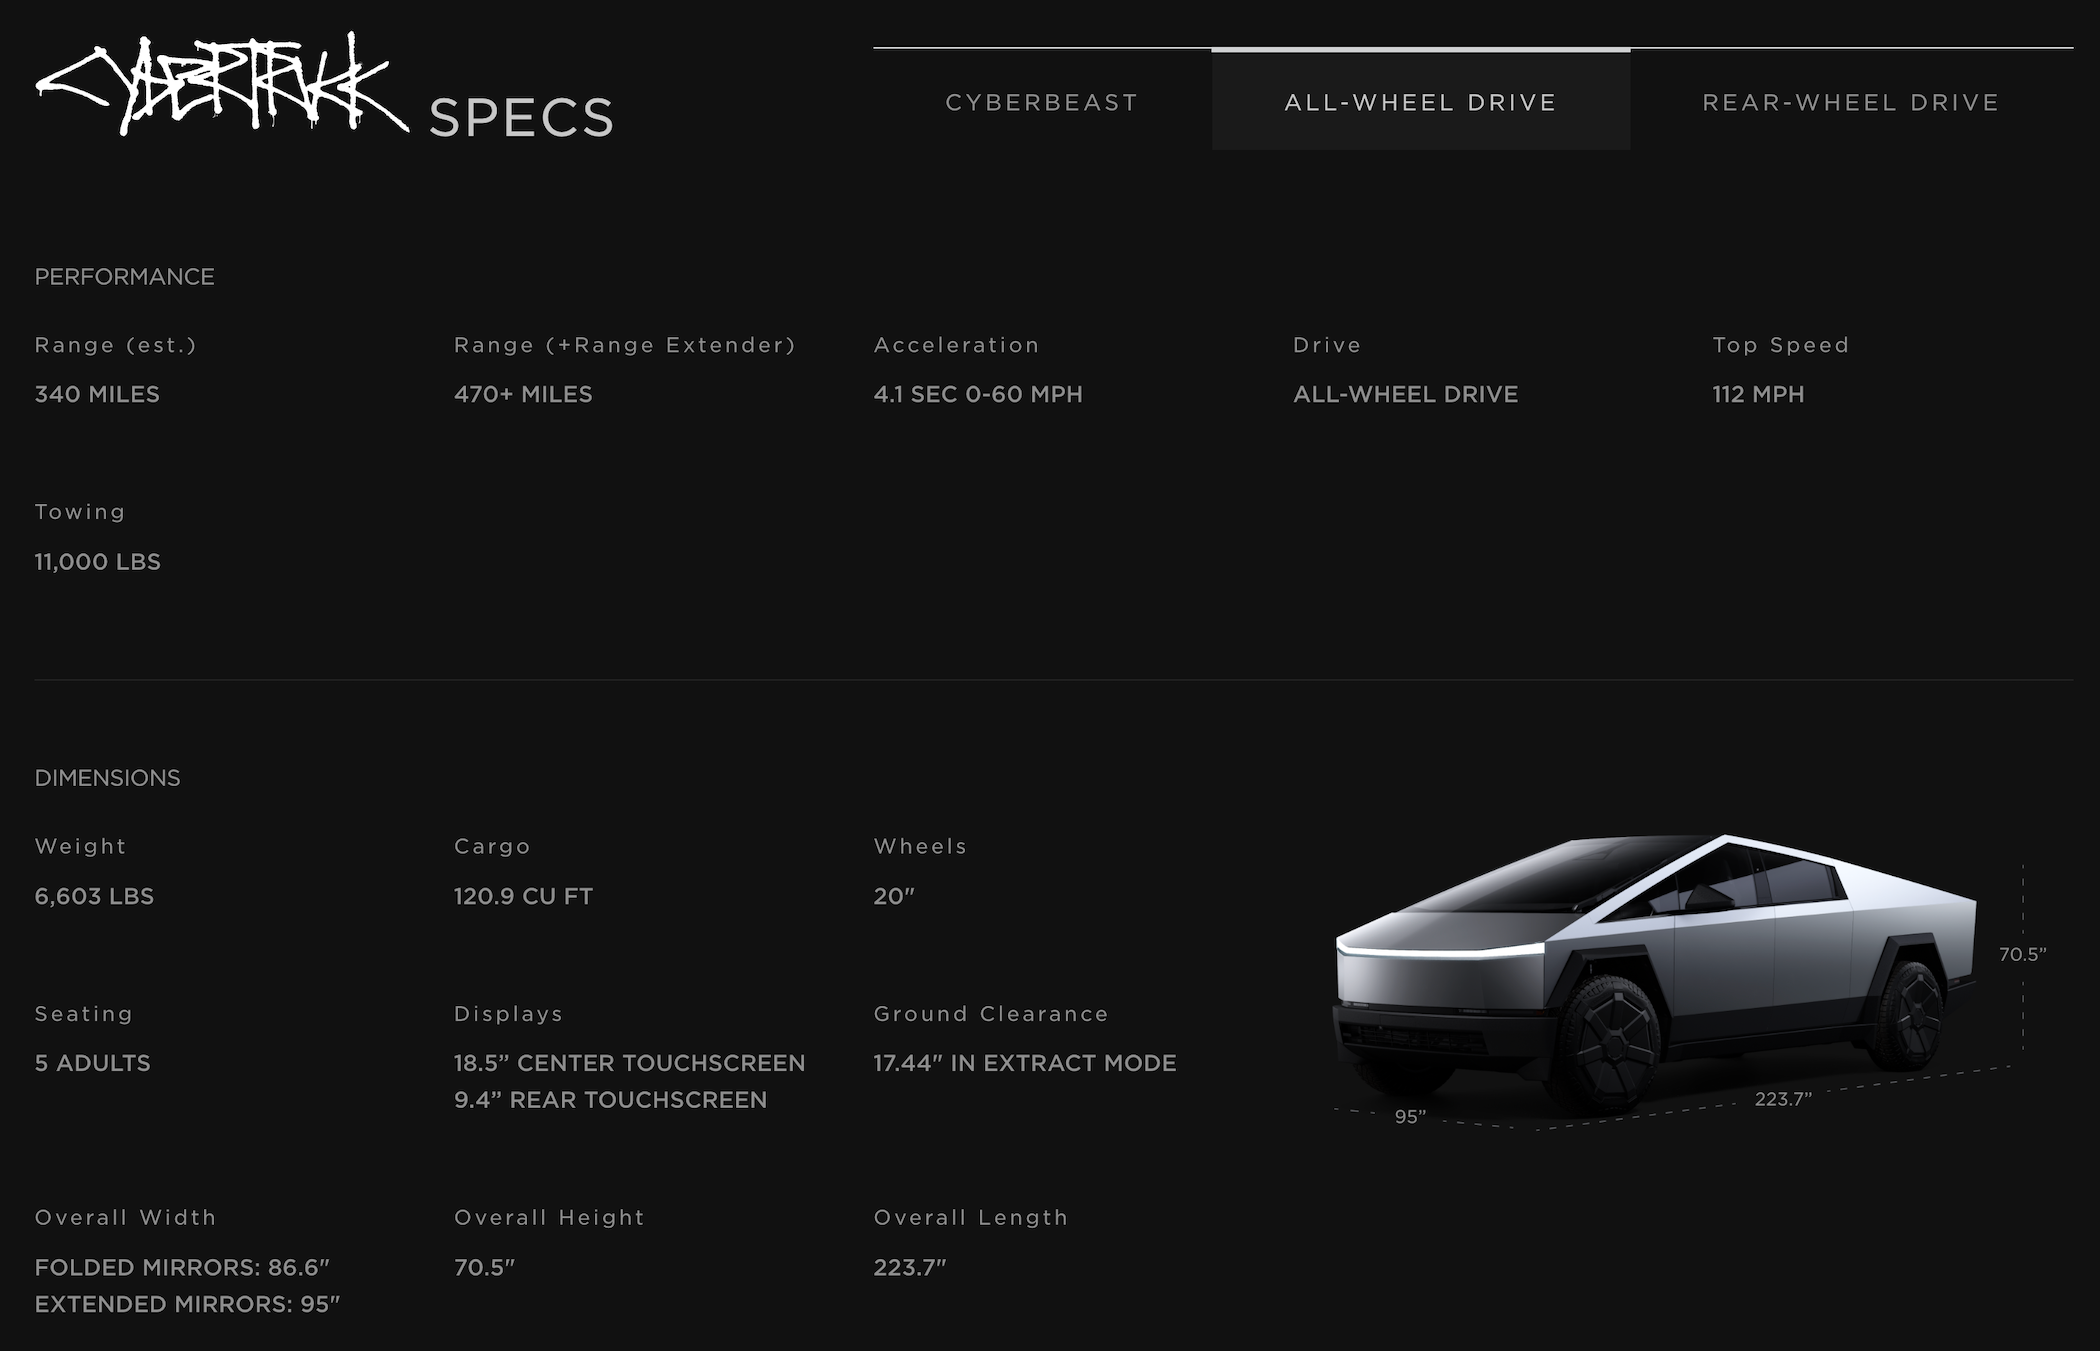 CYBERTRUCK SPECS
CYBERBEAST
ALL-WHEEL DRIVE
REAR-WHEEL DRIVE
PERFORMANCE
Range (est.)
340 MILES
Range (+Range Extender)
470+ MILES
Acceleration
4.1 SEC 0-60 MPH
Drive
ALL-WHEEL DRIVE
Top Speed
112 MPH
Towing
11,000 LBS
DIMENSIONS
Weight
6,603 LBS
Cargo
120.9 CU FT
Wheels
20"
Seating
5 ADULTS
Displays
18.5” CENTER TOUCHSCREEN
9.4” REAR TOUCHSCREEN
Ground Clearance
17.44" IN EXTRACT MODE
Overall Width
FOLDED MIRRORS: 86.6"
EXTENDED MIRRORS: 95"
Overall Height
70.5"
Overall Length
223.7"
70.5”
223.7”
95”